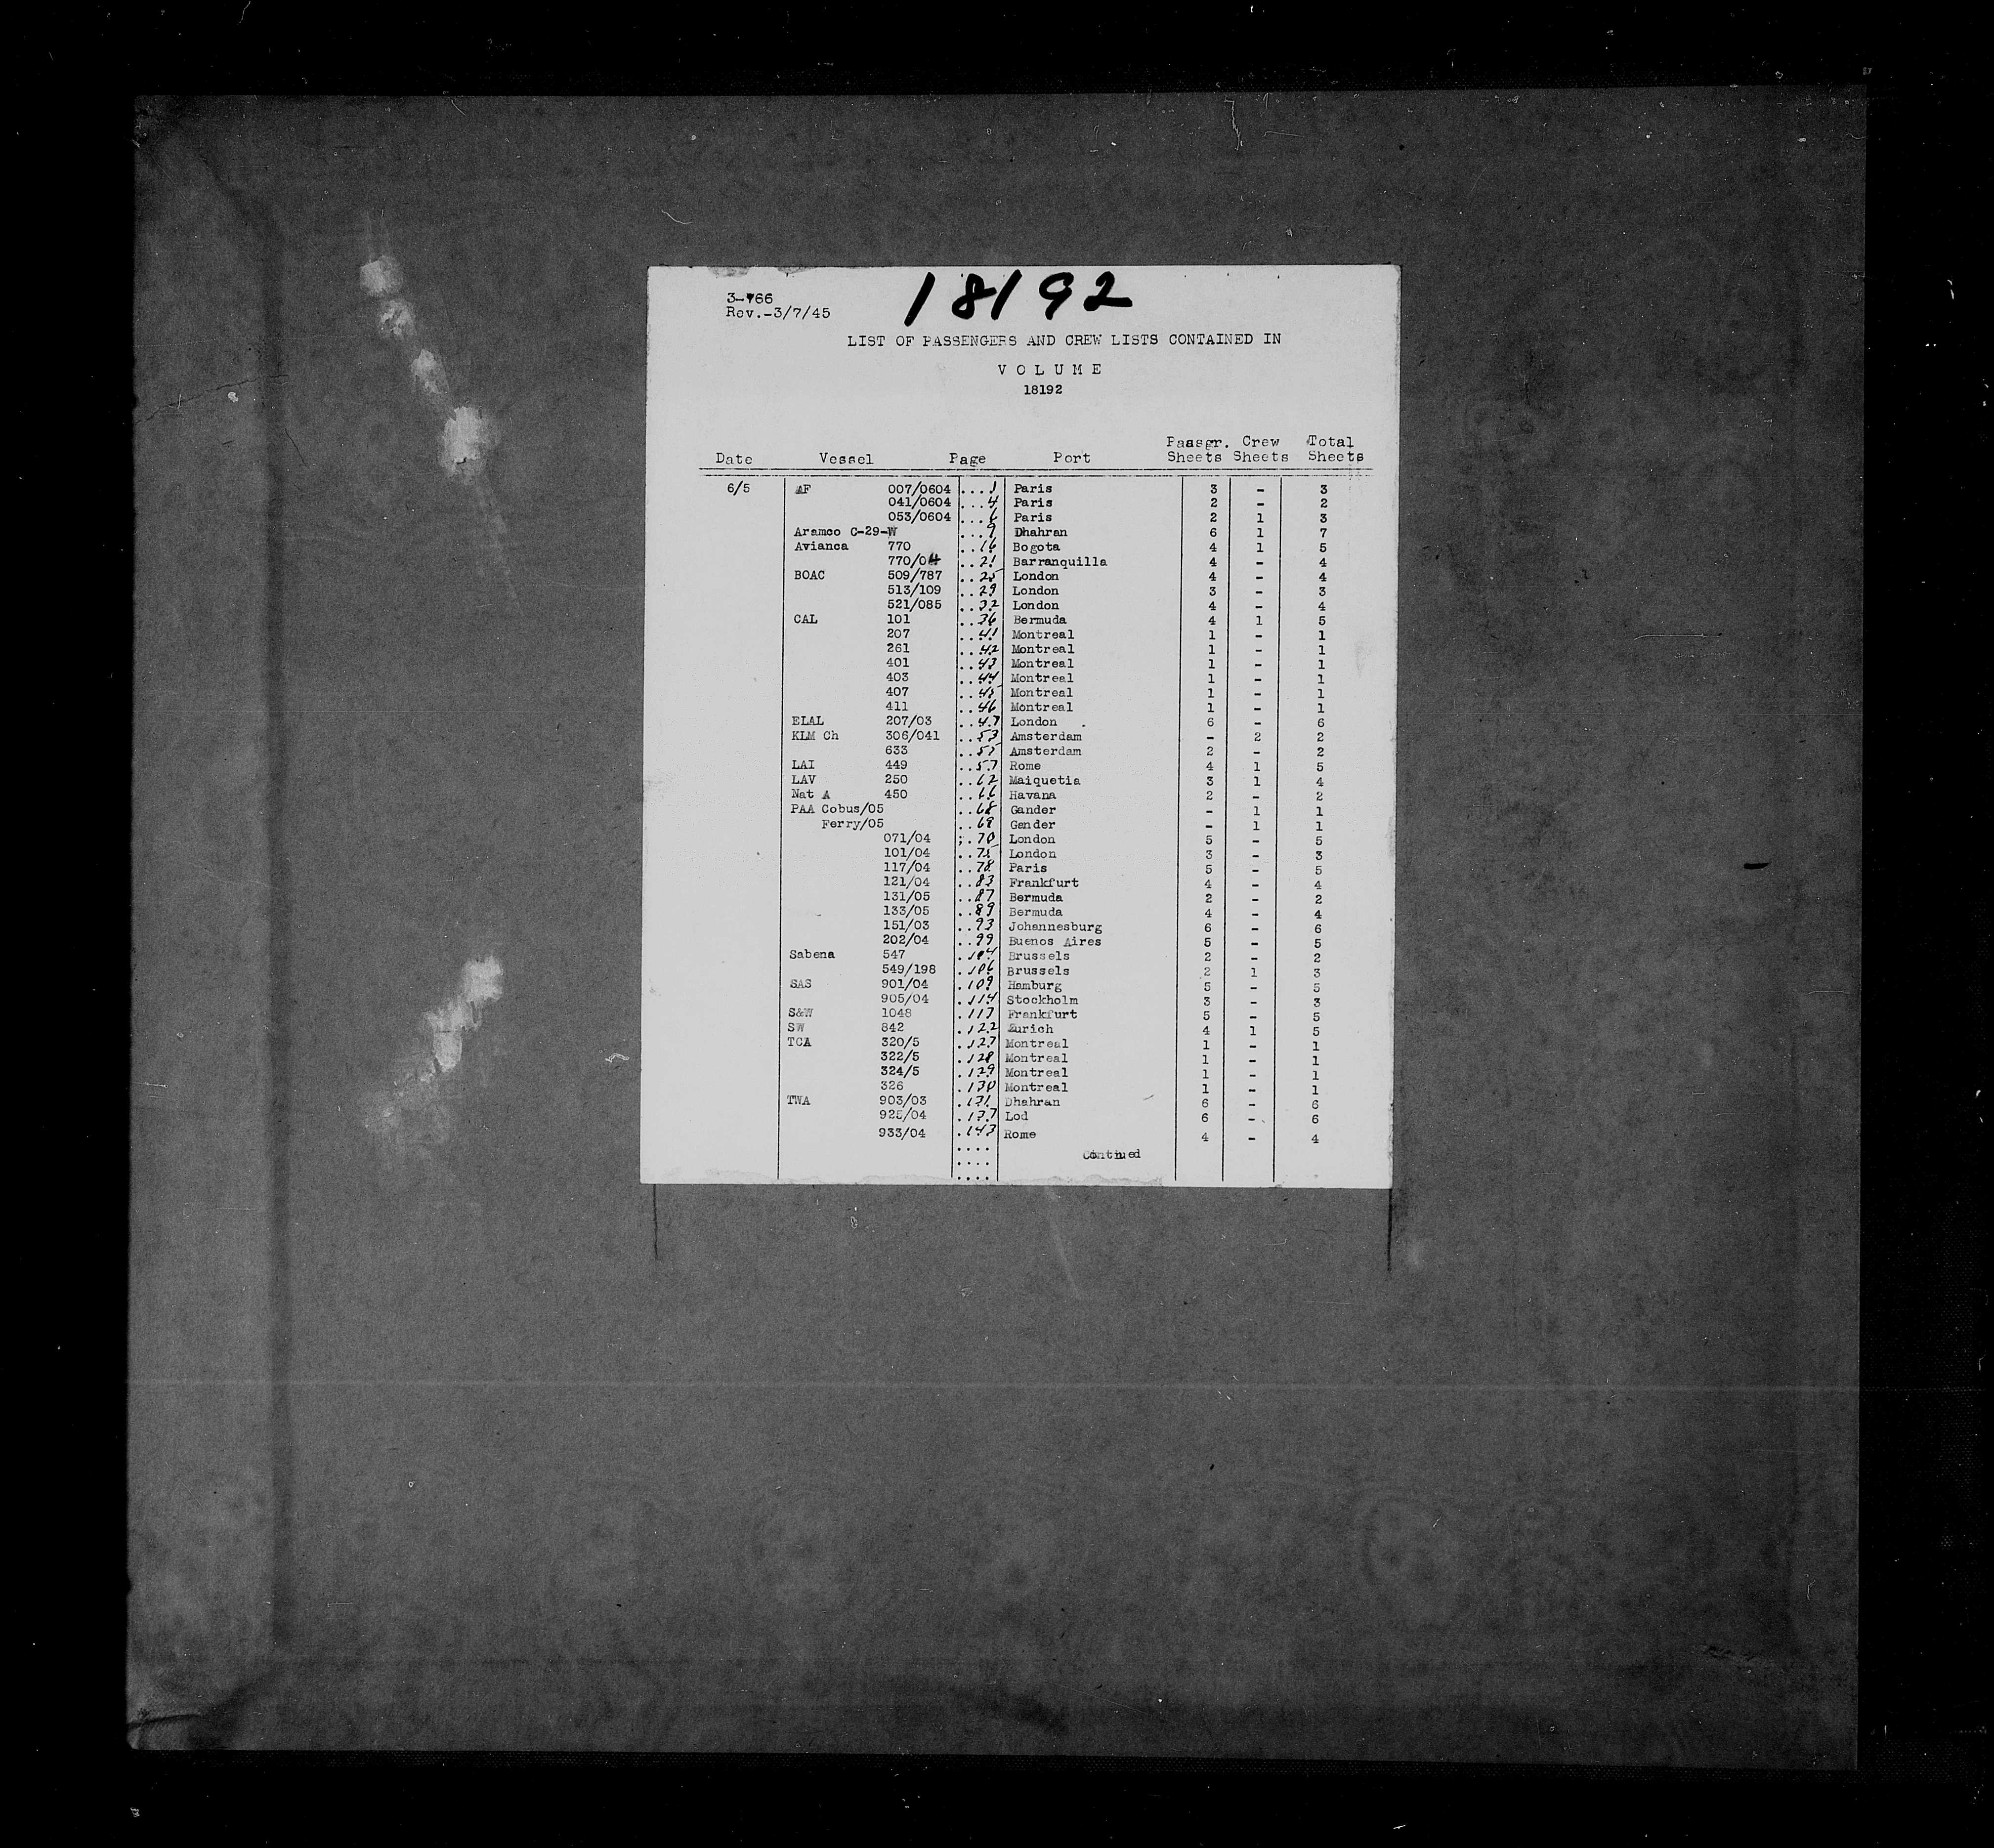 18192
3-766
Rev.-3/7/45
LIST OF PASSENGERS AND CREW LISTS CONTAINED IN
V O L U M E
18192
Paasgr. Crew Total
Date Vessel Page Port Sheets Sheets Sheets
6/5 AF 007/0604 ...1 Paris 3 - 3
041/0604 ...4 Paris 2 - 2
053/0604 ...6 Paris 2 1 3
Aramco C-29-W ...9 Dhahran 6 1 7
Avianca 770 ..16 Bogota 4 1 5
770/04 ..21 Barranquilla 4 - 4
BOAC 509/787 ..25 London 4 - 4
513/109 ..29 London 3 - 3
521/085 ..32 London 4 - 4
CAL 101 ..36 Bermuda 4 1 5
207 ..41 Montreal 1 - 1
261 ..42 Montreal 1 - 1
401 ..43 Montreal 1 - 1
403 ..44 Montreal 1 - 1
407 ..45 Montreal 1 - 1
411 ..46 Montreal 1 - 1
ELAL 207/03 ..47 London 6 - 6
KLM Ch 306/041 ..53 Amsterdam - 2 2
633 ..55 Amsterdam 2 - 2
LAI 449 ..57 Rome 4 1 5
LAV 250 ..62 Maiquetia 3 1 4
Nat A 450 ..66 Havana 2 - 2
PAA Cobus/05 ..68 Gander - 1 1
Ferry/05 ..69 Gander - 1 1
071/04 ..70 London 5 - 5
101/04 ..75 London 3 - 3
117/04 ..78 Paris 5 - 5
121/04 ..83 Frankfurt 4 - 4
131/05 ..87 Bermuda 2 - 2
133/05 ..89 Bermuda 4 - 4
151/03 ..93 Johannesburg 6 - 6
202/04 ..99 Buenos Aires 5 - 5
Sabena 547 .104 Brussels 2 - 2
549/198 .106 Brussels 2 1 3
SAS 901/04 .109 Hamburg 5 - 5
905/04 .114 Stockholm 3 - 3
S&W 1048 .117 Frankfurt 5 - 5
SW 842 .122 Zurich 4 1 5
TCA 320/5 .127 Montreal 1 - 1
322/5 .128 Montreal 1 - 1
324/5 .129 Montreal 1 - 1
326 .130 Montreal 1 - 1
TWA 903/03 .131 Dhahran 6 - 6
925/04 .137 Lod 6 - 6
933/04 .143 Rome 4 - 4
.... Continued
....
....